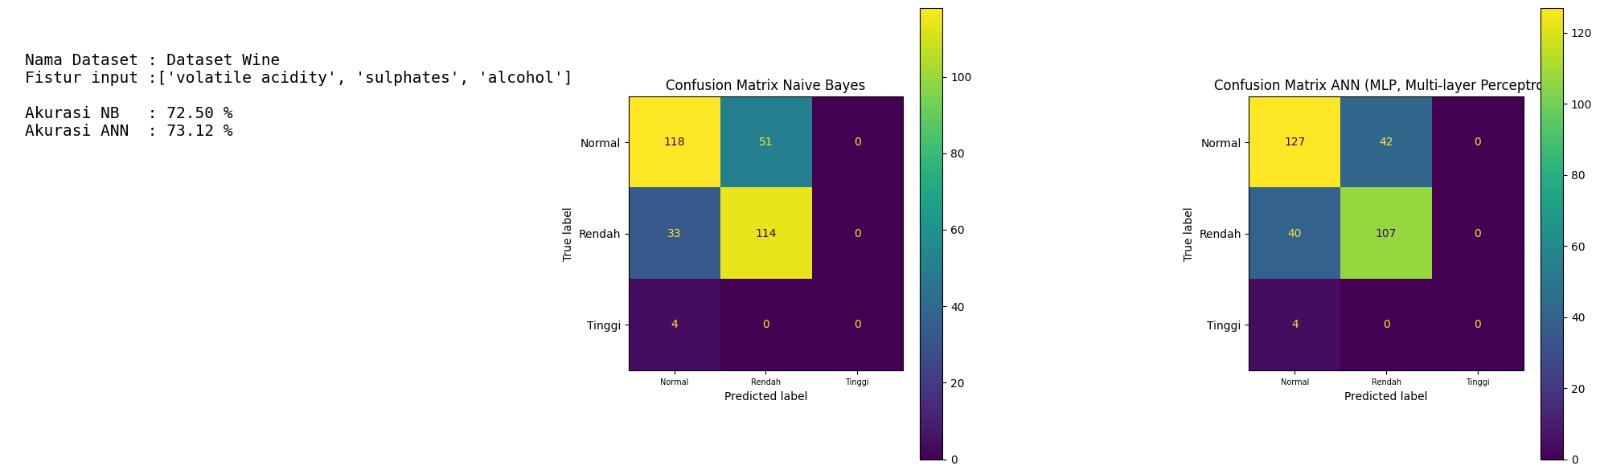 Nama Dataset : Dataset Wine
Fistur input :['volatile acidity', 'sulphates', 'alcohol']
Akurasi NB   : 72.50 %
Akurasi ANN  : 73.12 %
Confusion Matrix Naive Bayes
True label
Normal
Rendah
Tinggi
118 51 0
33 114 0
4 0 0
Normal Rendah Tinggi
Predicted label
100
80
60
40
20
0
Confusion Matrix ANN (MLP, Multi-layer Perceptro
True label
Normal
Rendah
Tinggi
127 42 0
40 107 0
4 0 0
Normal Rendah Tinggi
Predicted label
120
100
80
60
40
20
0